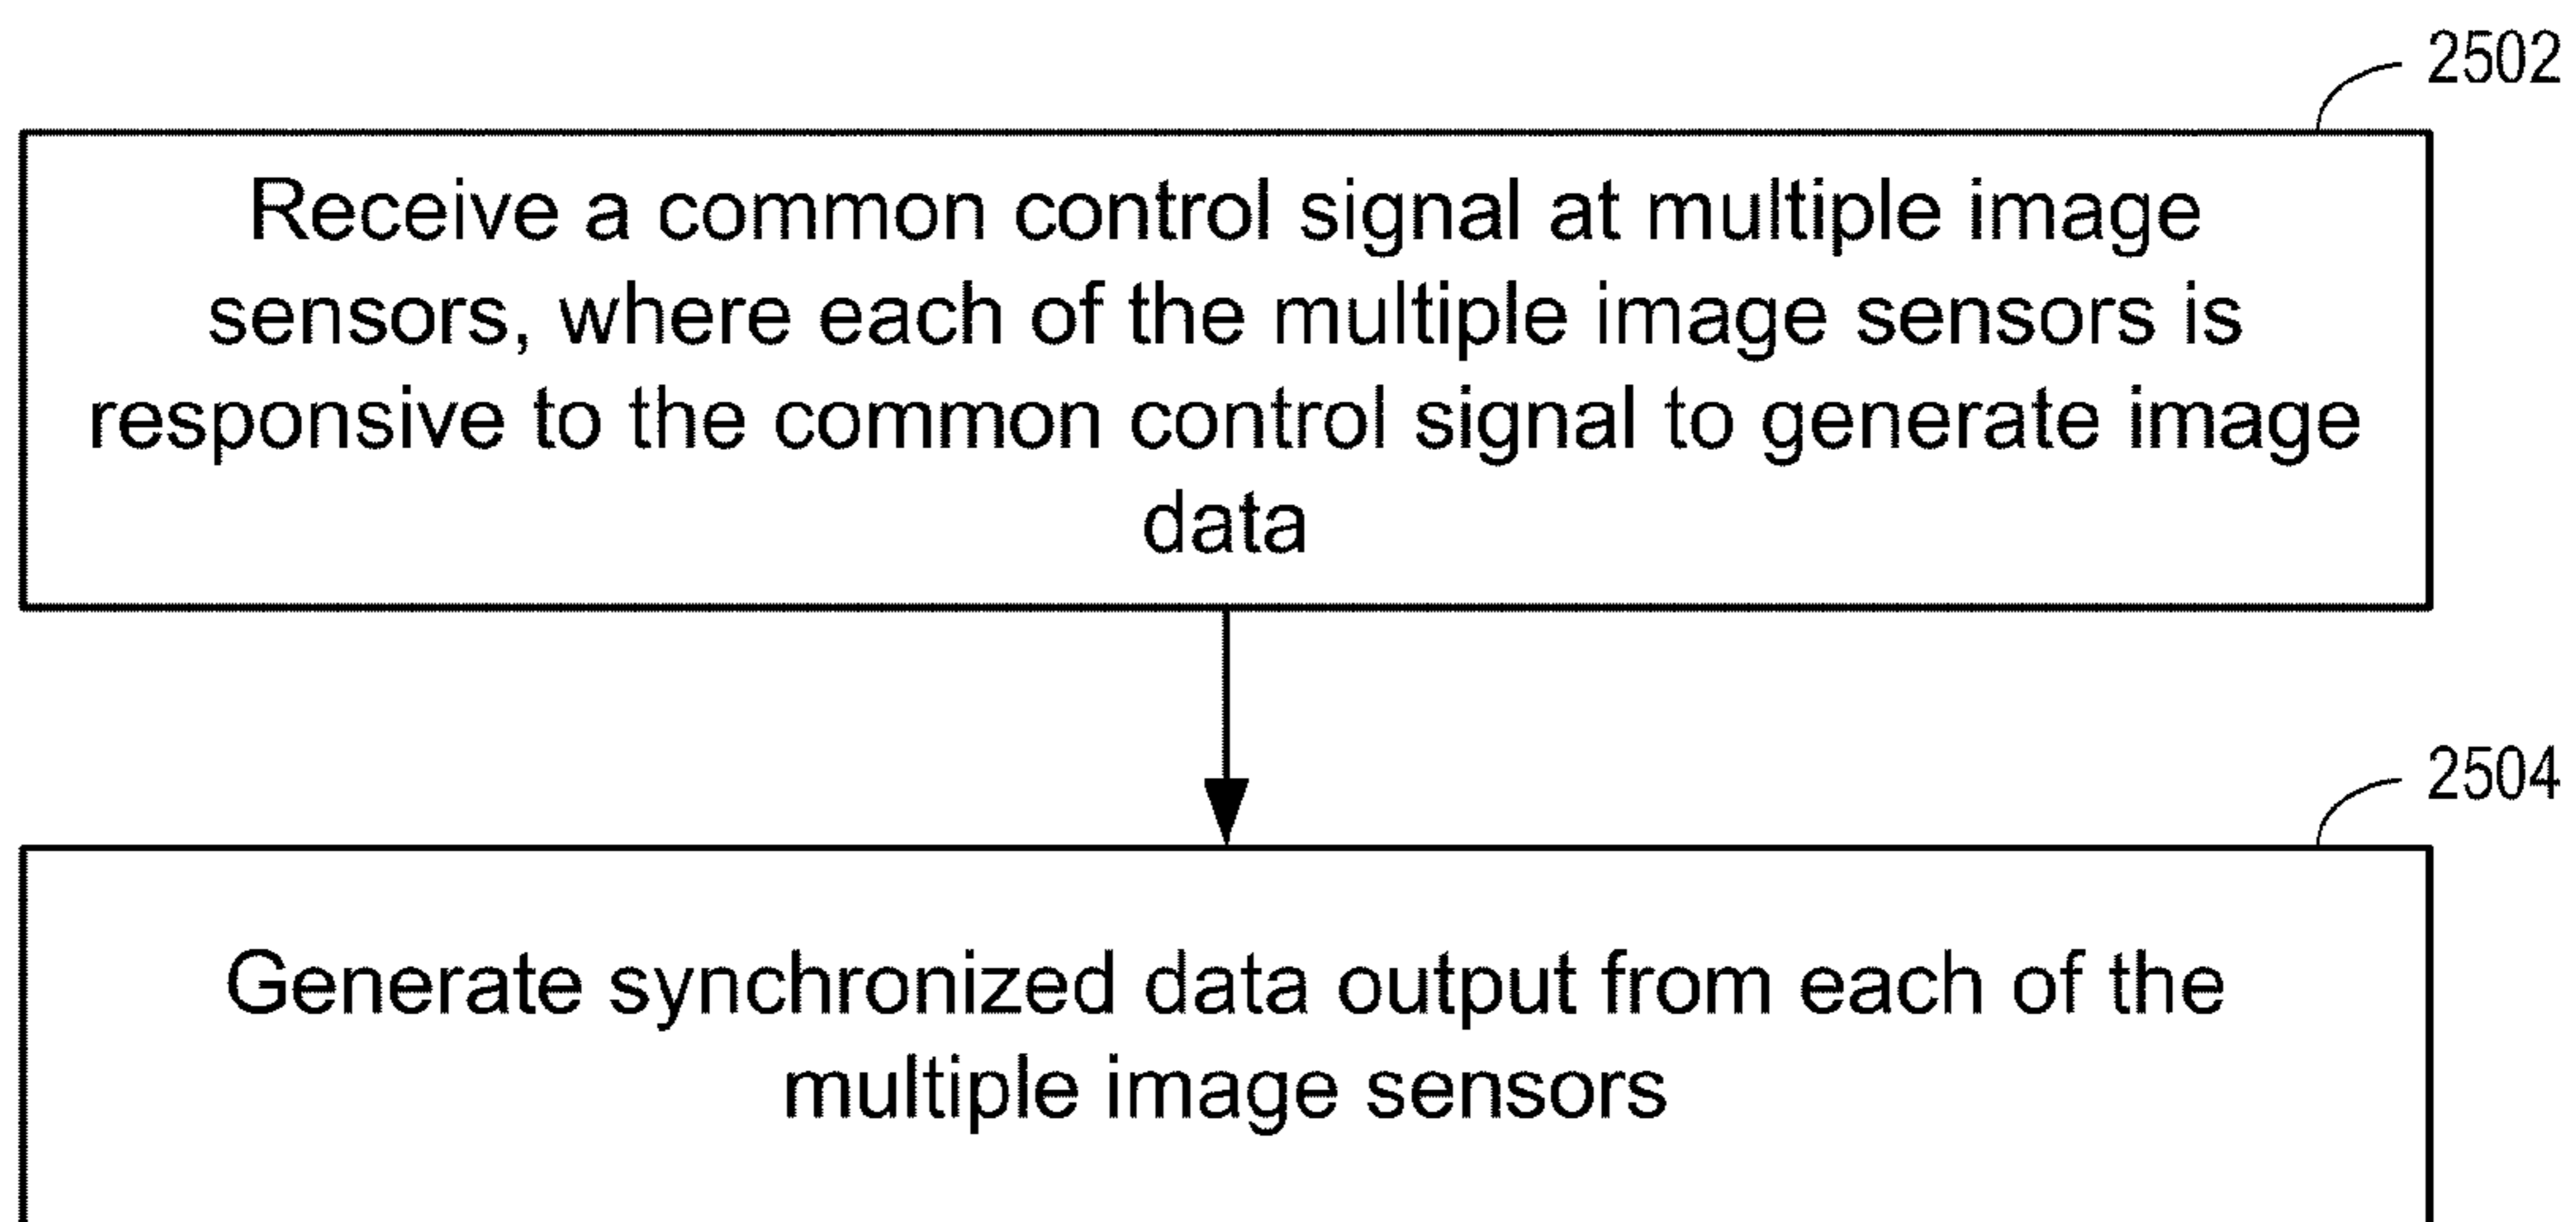 2502
Receive a common control signal at multiple image
sensors, where each of the multiple image sensors is
responsive to the common control signal to generate image
data
2504
Generate synchronized data output from each of the
multiple image sensors